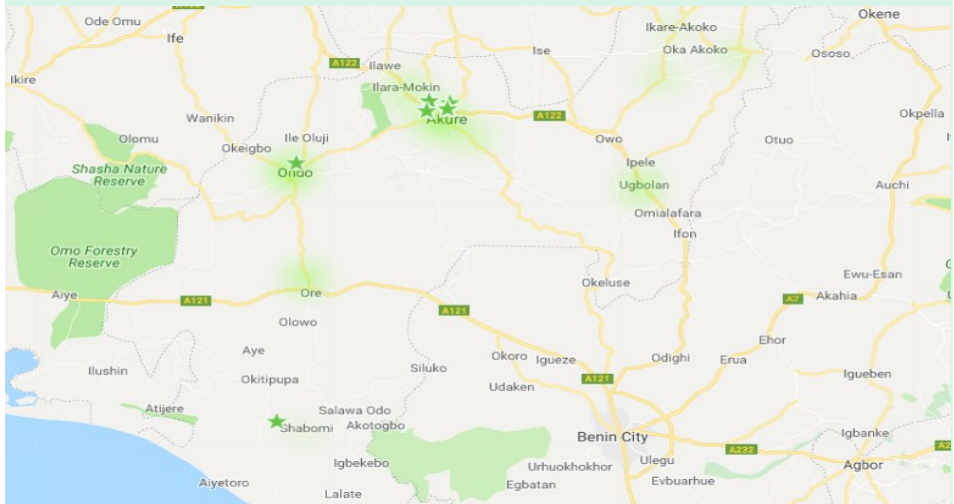 A122
Ode Omu
Ife
Ikare-Akoko
Oka Akoko
Okene
Ososo
Ise
Ilawe
A122
Ikire
Ilara-Mokin
Akure
A122
Okpella
Wanikin
Olomu
Ile Oluji
Okeigbo
Owo
Otuo
Ipele
Shasha Nature
Reserve
Ondo
Ugbolan
Auchi
Omialafara
Ifon
Omo Forestry
Reserve
Ewu-Esan
Okeluse
Aiye
A121
Ore
A2
Akahia
A121
Olowo
Ehor
Aye
Okoro
Igueze
Odighi
Erua
Ilushin
Siluko
Igueben
Okitipupa
Udaken
A121
Atijere
Salawa Odo
Shabomi
Akotogbo
Benin City
Igbanke
A232
A2
Igbekebo
Urhuokhokhor
Ulegu
Agbor
Aiyetoro
Egbatan
Evbuarhue
Lalate